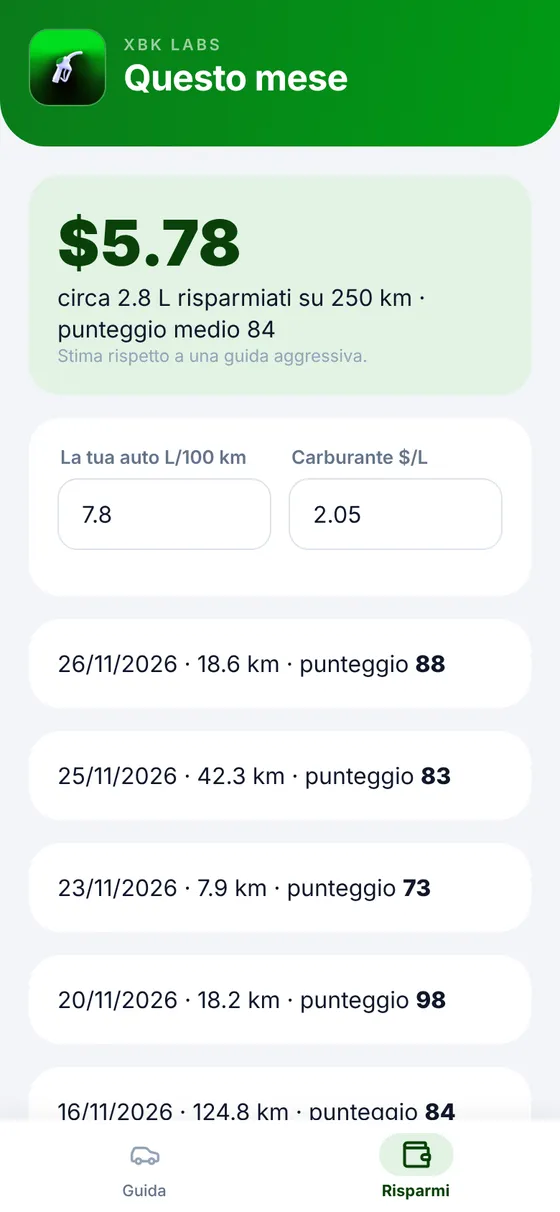 XBK LABS
Questo mese
$5.78
circa 2.8 L risparmiati su 250 km ·
punteggio medio 84
Stima rispetto a una guida aggressiva.
La tua auto L/100 km
Carburante $/L
7.8
2.05
26/11/2026 · 18.6 km · punteggio 88
25/11/2026 · 42.3 km · punteggio 83
23/11/2026 · 7.9 km · punteggio 73
20/11/2026 · 18.2 km · punteggio 98
16/11/2026 · 124.8 km · punteggio 84
Guida
Risparmi